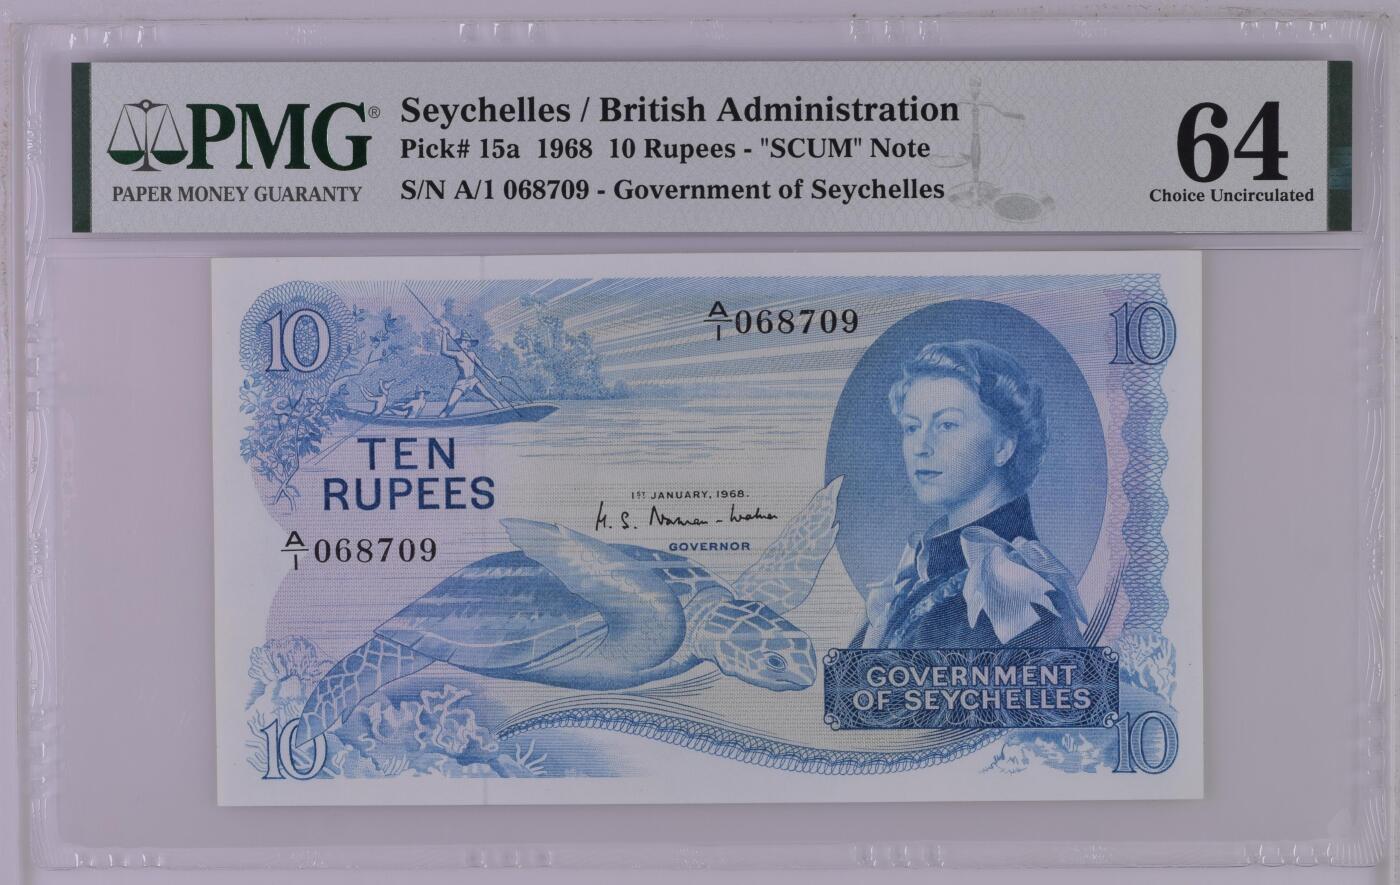 PMG®
PAPER MONEY GUARANTY
Seychelles / British Administration
Pick# 15a 1968 10 Rupees - "SCUM" Note
S/N A/1 068709 - Government of Seychelles
64
Choice Uncirculated
10
A/1 068709
10
TEN
RUPEES
1ST JANUARY, 1968.
GOVERNOR
A/1 068709
GOVERNMENT
OF SEYCHELLES
10
10